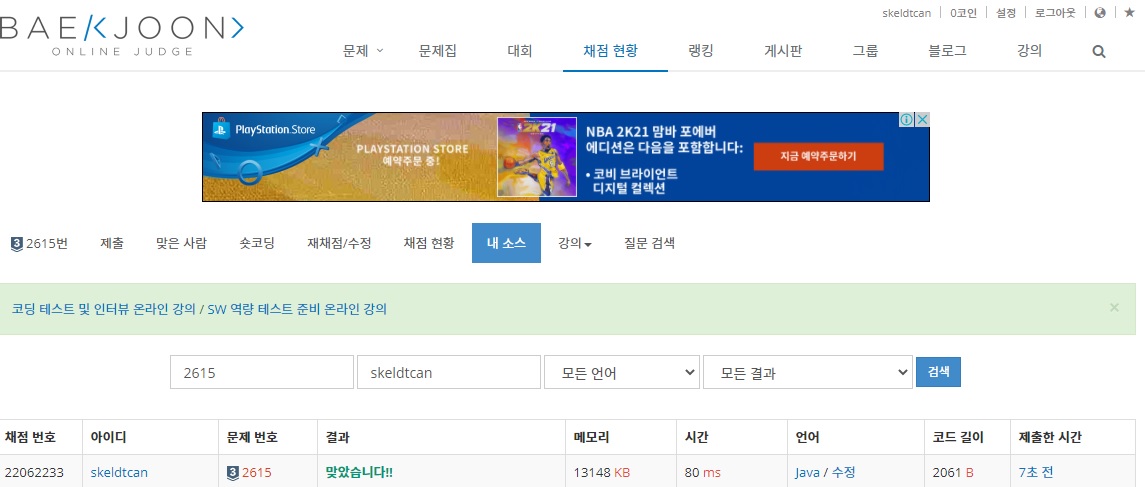 skeldtcan 0코인 설정 로그아웃
BAEKJOON
ONLINE JUDGE
문제 문제집 대회 채점 현황 랭킹 게시판 그룹 블로그 강의
PlayStation.Store
PLAYSTATION STORE
예약주문 중!
2K21
NBA 2K21 맘바 포에버
에디션은 다음을 포함합니다:
• 코비 브라이언트
디지털 컬렉션
지금 예약주문하기
3 2615번 제출 맞은 사람 숏코딩 재채점/수정 채점 현황 내 소스 강의 질문 검색
코딩 테스트 및 인터뷰 온라인 강의 / SW 역량 테스트 준비 온라인 강의 ×
2615 skeldtcan 모든 언어 모든 결과 검색
채점 번호 아이디 문제 번호 결과 메모리 시간 언어 코드 길이 제출한 시간
22062233 skeldtcan 3 2615 맞았습니다!! 13148 KB 80 ms Java / 수정 2061 B 7초 전